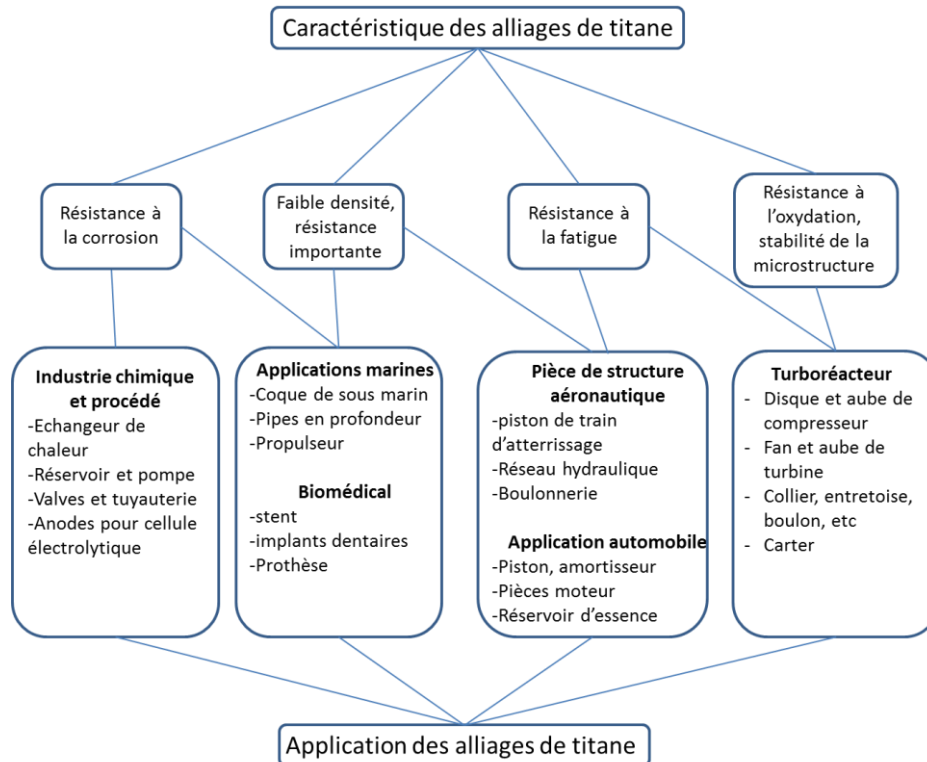 Caractéristique des alliages de titane
Résistance à
la corrosion
Faible densité,
résistance
importante
Résistance à
la fatigue
Résistance à
l'oxydation,
stabilité de la
microstructure
Industrie chimique
et procédé
-Echangeur de
chaleur
-Réservoir et pompe
-Valves et tuyauterie
-Anodes pour cellule
électrolytique
Applications marines
-Coque de sous marin
-Pipes en profondeur
-Propulseur
Biomédical
-stent
-implants dentaires
-Prothèse
Pièce de structure
aéronautique
-piston de train
d'atterrissage
-Réseau hydraulique
-Boulonnerie
Application automobile
-Piston, amortisseur
-Pièces moteur
-Réservoir d'essence
Turboréacteur
- Disque et aube de
compresseur
- Fan et aube de
turbine
- Collier, entretoise,
boulon, etc
- Carter
Application des alliages de titane